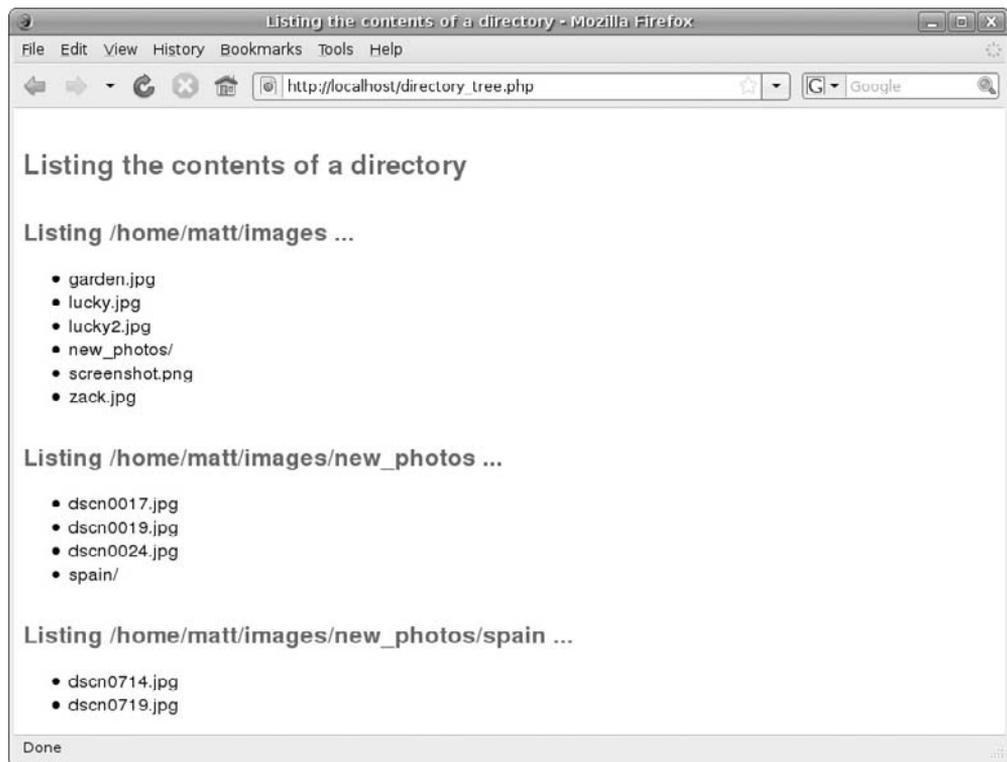 Listing the contents of a directory - Mozilla Firefox
File Edit View History Bookmarks Tools Help
http://localhost/directory_tree.php G Google
Listing the contents of a directory
Listing /home/matt/images ...
• garden.jpg
• lucky.jpg
• lucky2.jpg
• new_photos/
• screenshot.png
• zack.jpg
Listing /home/matt/images/new_photos ...
• dscn0017.jpg
• dscn0019.jpg
• dscn0024.jpg
• spain/
Listing /home/matt/images/new_photos/spain ...
• dscn0714.jpg
• dscn0719.jpg
Done